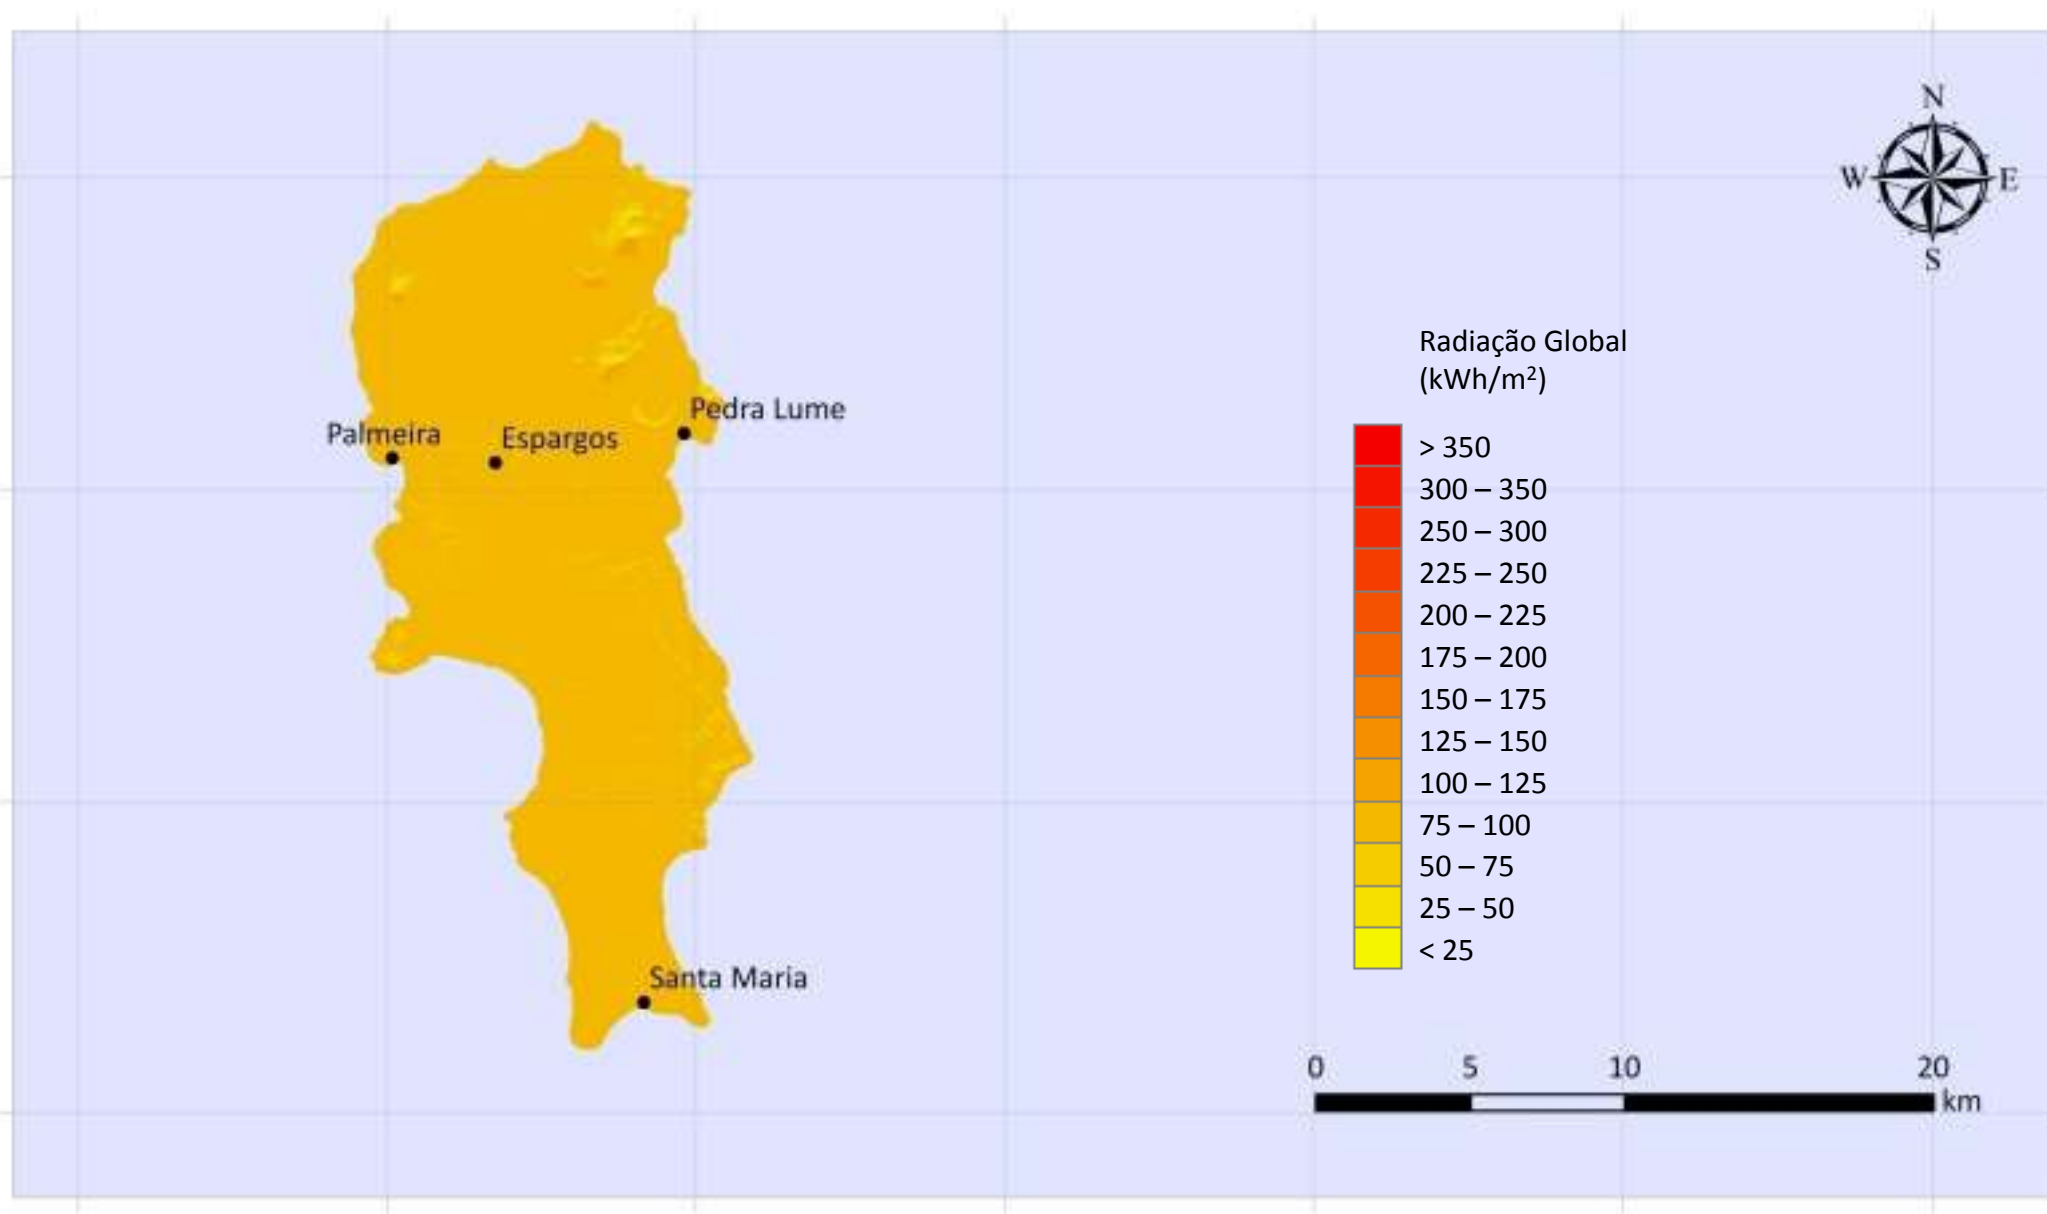 N
W E
S
Radiação Global
(kWh/m²)
Pedra Lume
Palmeira
Espargos
> 350
300 – 350
250 – 300
225 – 250
200 – 225
175 – 200
150 – 175
125 – 150
100 – 125
75 – 100
50 – 75
25 – 50
< 25
Santa Maria
0 5 10 20
km